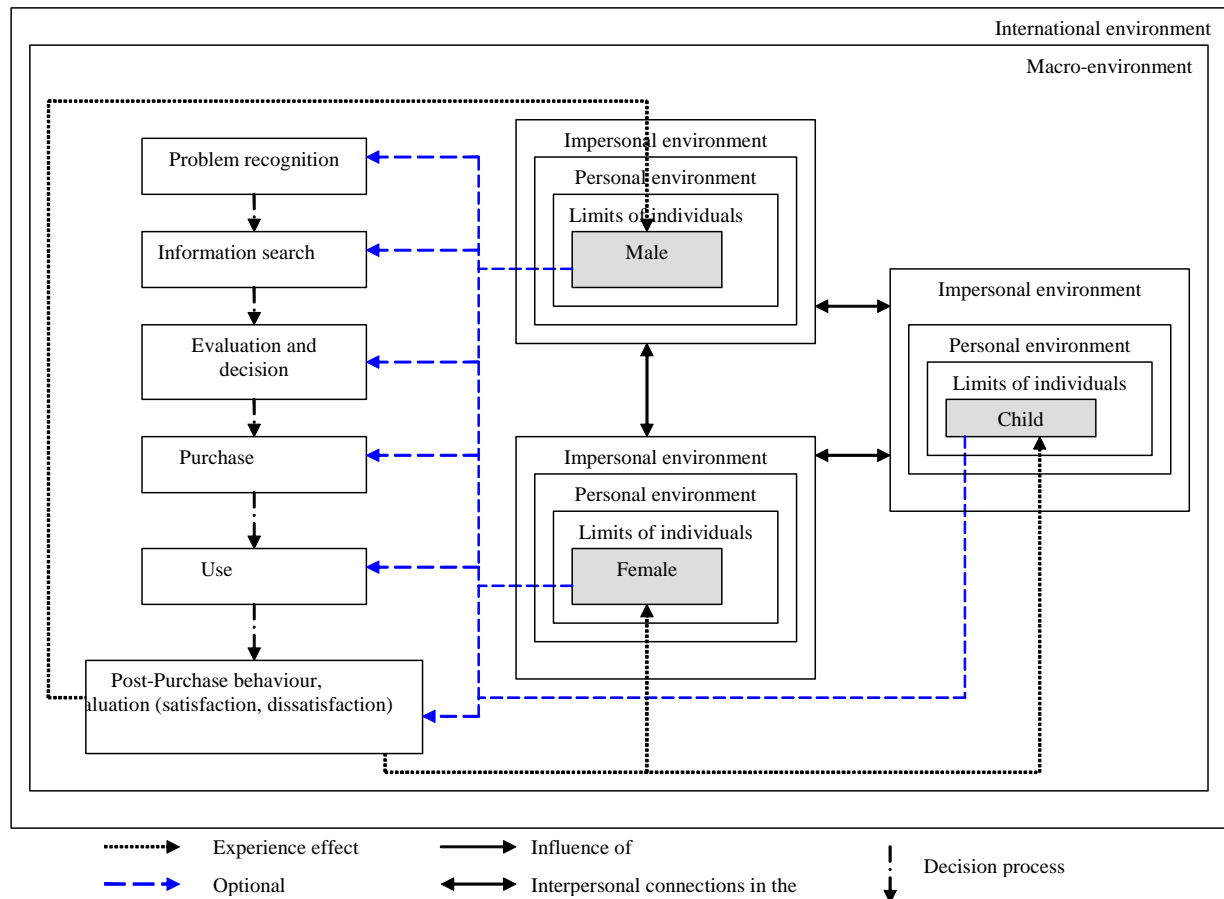 International environment
Macro-environment
Problem recognition
Information search
Evaluation and
decision
Purchase
Use
Post-Purchase behaviour,
aluation (satisfaction, dissatisfaction)
Impersonal environment
Personal environment
Limits of individuals
Male
Impersonal environment
Personal environment
Limits of individuals
Female
Impersonal environment
Personal environment
Limits of individuals
Child
Experience effect
Optional
Influence of
Interpersonal connections in the
Decision process